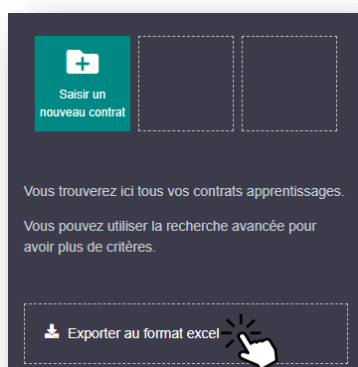 Saisir un
nouveau contrat
Vous trouverez ici tous vos contrats apprentissages.
Vous pouvez utiliser la recherche avancée pour
avoir plus de critères.
Exporter au format excel